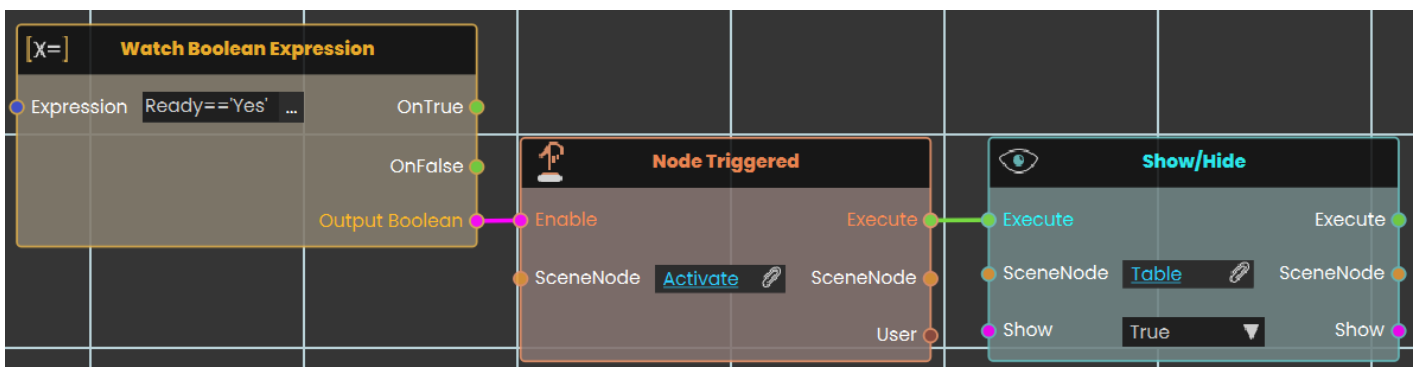 [x=] Watch Boolean Expression
Expression Ready=='Yes' ... OnTrue
OnFalse
Output Boolean
Node Triggered
Enable Execute
SceneNode Activate SceneNode
User
Show/Hide
Execute Execute
SceneNode Table SceneNode
Show True Show